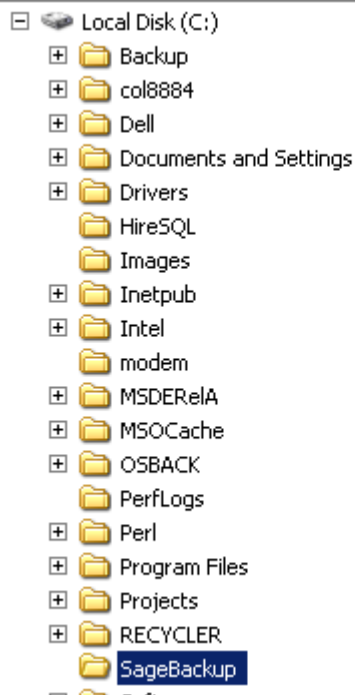 Local Disk (C:)
Backup
col8884
Dell
Documents and Settings
Drivers
HireSQL
Images
Inetpub
Intel
modem
MSDERelA
MSOCache
OSBACK
PerfLogs
Perl
Program Files
Projects
RECYCLER
SageBackup